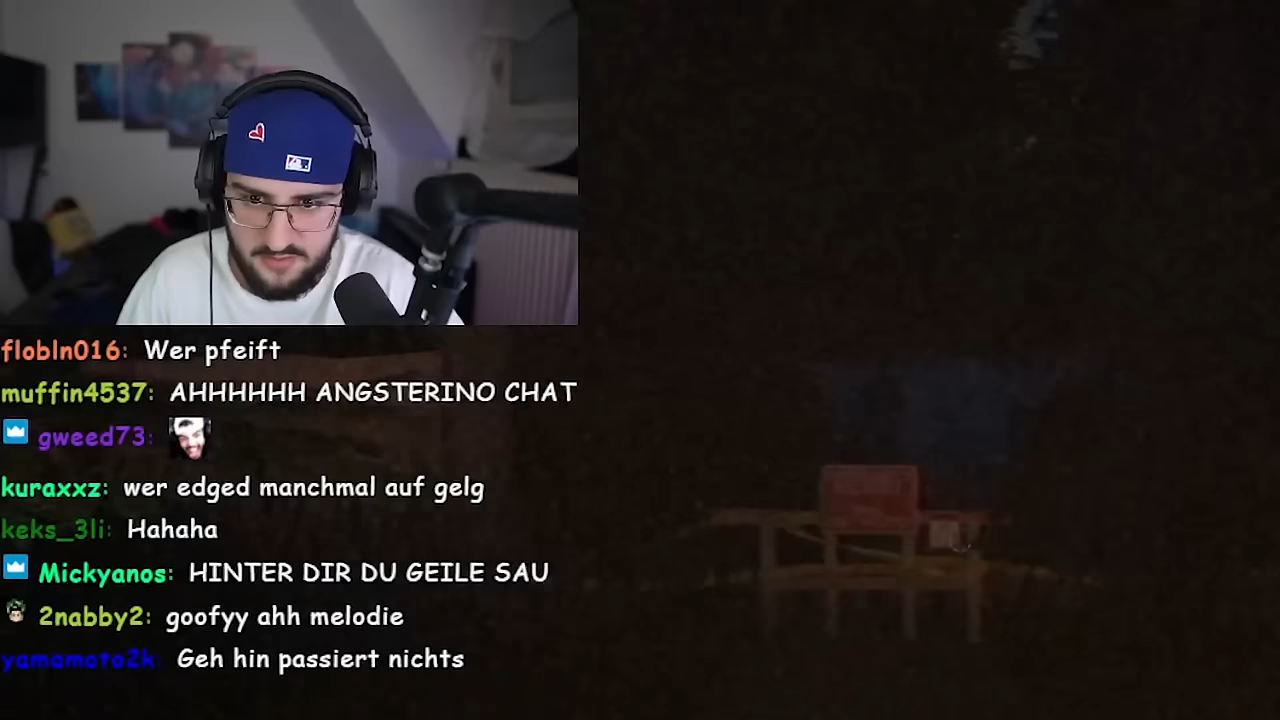 flobln016: Wer pfeift
muffin4537: AHHHHHH ANGSTERINO CHAT
gweed73:
kuraxxz: wer edged manchmal auf gelg
keks_3li: Hahaha
Mickyanos: HINTER DIR DU GEILE SAU
2nabby2: goofyy ahh melodie
yamamoto2k: Geh hin passiert nichts